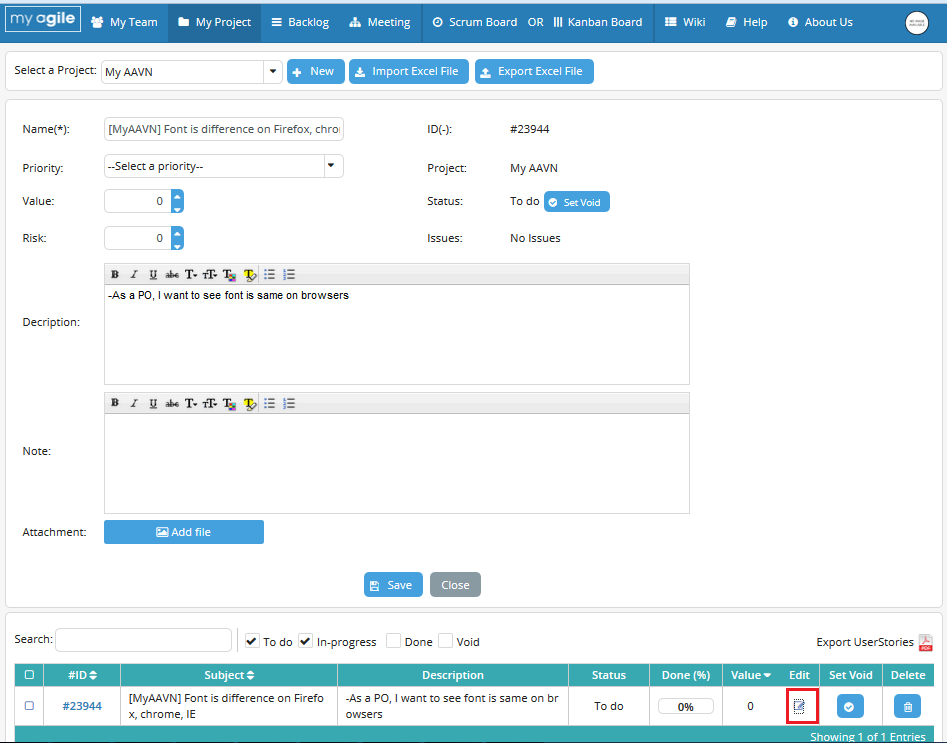 my agile My Team My Project Backlog Meeting Scrum Board OR Kanban Board Wiki Help About Us
Select a Project: My AAVN New Import Excel File Export Excel File
Name(*): [MyAAVN] Font is difference on Firefox, chro ID(-): #23944
Priority: --Select a priority-- Project: My AAVN
Value: 0 Status: To do Set Void
Risk: 0 Issues: No Issues
B I U abc T T T T
-As a PO, I want to see font is same on browsers
Decription:
B I U abc T T T T
Note:
Attachment: Add file
Save Close
Search: To do In-progress Done Void Export UserStories PDF
#ID Subject Description Status Done (%) Value Edit Set Void Delete
#23944 [MyAAVN] Font is difference on Firefo -As a PO, I want to see font is same on br To do 0% 0
x, chrome, IE owsers
Showing 1 of 1 Entries